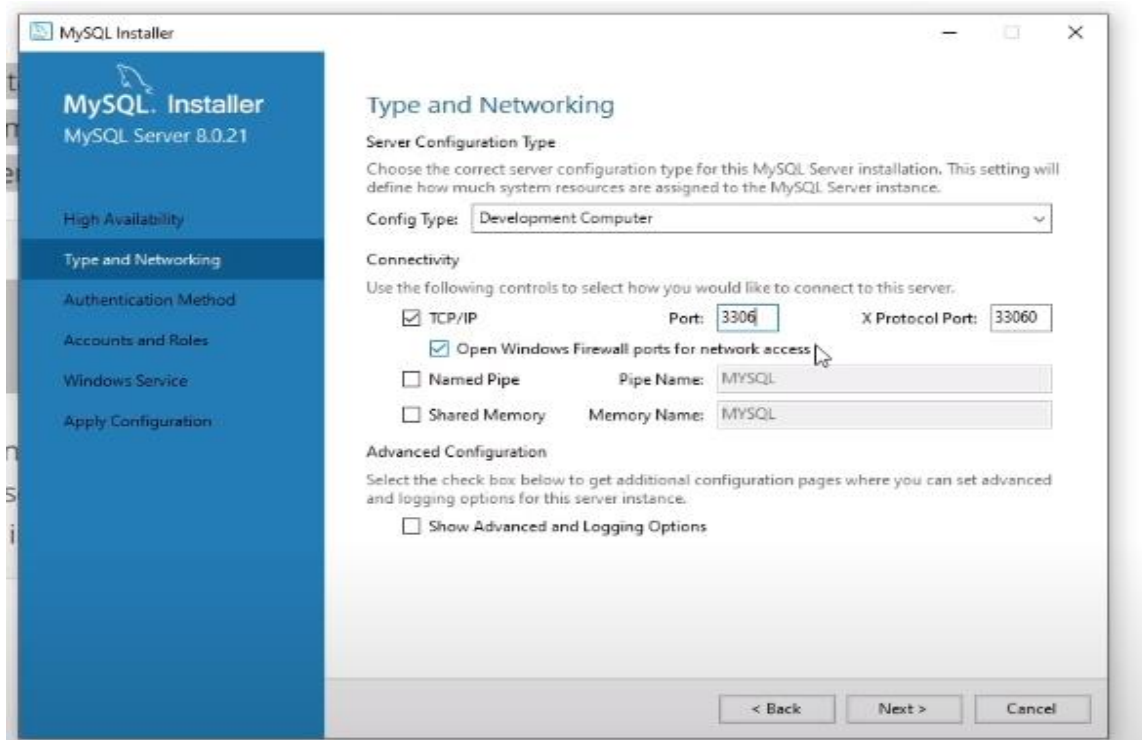 MySQL Installer
MySQL. Installer
MySQL Server 8.0.21
High Availability
Type and Networking
Authentication Method
Accounts and Roles
Windows Service
Apply Configuration
Type and Networking
Server Configuration Type
Choose the correct server configuration type for this MySQL Server installation. This setting will
define how much system resources are assigned to the MySQL Server instance.
Config Type: Development Computer
Connectivity
Use the following controls to select how you would like to connect to this server.
TCP/IP Port: 3306 X Protocol Port: 33060
Open Windows Firewall ports for network access
Named Pipe Pipe Name: MYSQL
Shared Memory Memory Name: MYSQL
Advanced Configuration
Select the check box below to get additional configuration pages where you can set advanced
and logging options for this server instance.
Show Advanced and Logging Options
< Back Next > Cancel